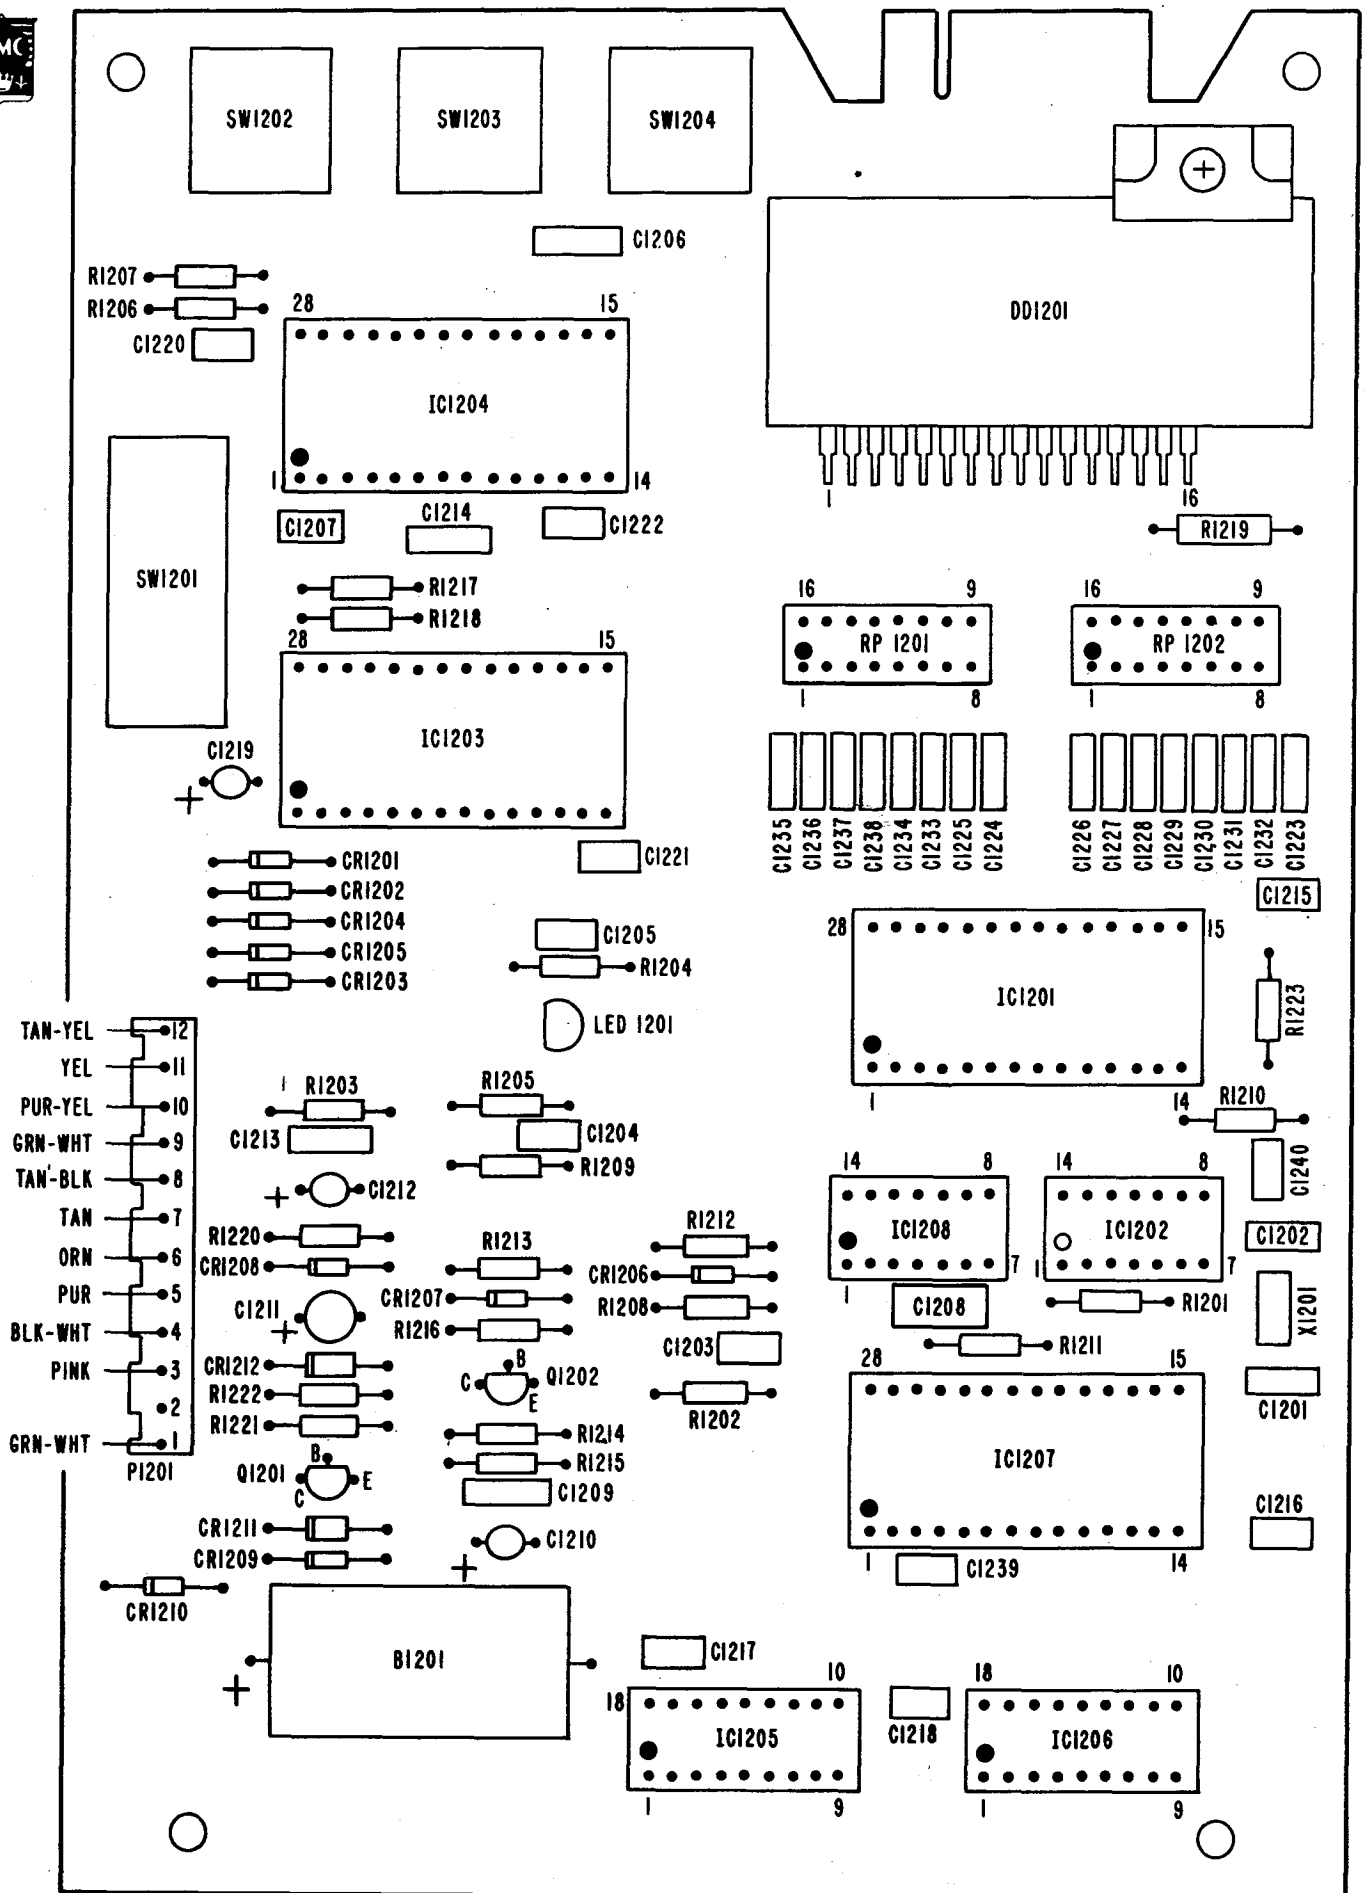 MC
SW1202 SW1203 SW1204
C1206
R1207
R1206
C1220
28 15
IC1204
1 14
DD1201
1 16
C1207 C1214 C1222
R1219
SW1201
R1217
R1218
28 15
IC1203
16 9
RP 1201
1 8
16 9
RP 1202
1 8
C1219
+
C1235 C1236 C1237 C1238 C1234 C1233 C1225 C1224
C1226 C1227 C1228 C1229 C1230 C1231 C1232 C1223
C1221
C1215
CR1201
CR1202
CR1204
CR1205
CR1203
C1205
R1204
LED 1201
28 15
IC1201
1 14
R1223
R1210
TAN-YEL 12
YEL 11
PUR-YEL 10
GRN-WHT 9
TAN-BLK 8
TAN 7
ORN 6
PUR 5
BLK-WHT 4
PINK 3
2
GRN-WHT 1
P1201
R1203
C1213
+ C1212
R1220
CR1208
C1211
+
CR1212
R1222
R1221
Q1201 B C E
CR1211
CR1209
CR1210
R1205
C1204
R1209
R1213
CR1207
R1216
B
C Q1202
E
R1214
R1215
C1209
C1210
+
R1212
CR1206
R1208
C1203
R1202
14 8
IC1208
1 7
14 8
IC1202
1 7
C1240
C1202
X1201
C1201
C1208
R1201
R1211
28 15
IC1207
1 14
C1216
C1239
B1201
+
C1217
18 10
IC1205
1 9
C1218
18 10
IC1206
1 9